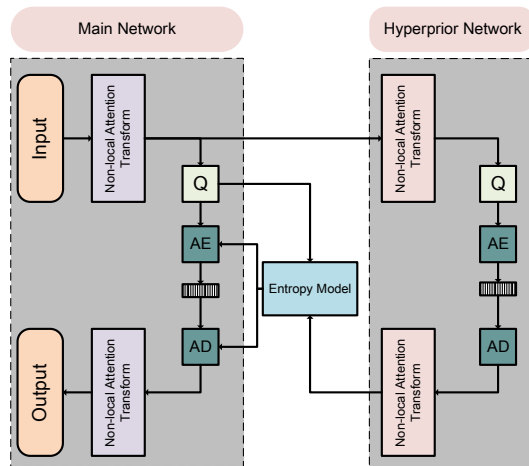 Main Network
Hyperprior Network
Input
Non-local Attention
Transform
Q
AE
AD
Non-local Attention
Transform
Output
Entropy Model
Non-local Attention
Transform
Q
AE
AD
Non-local Attention
Transform